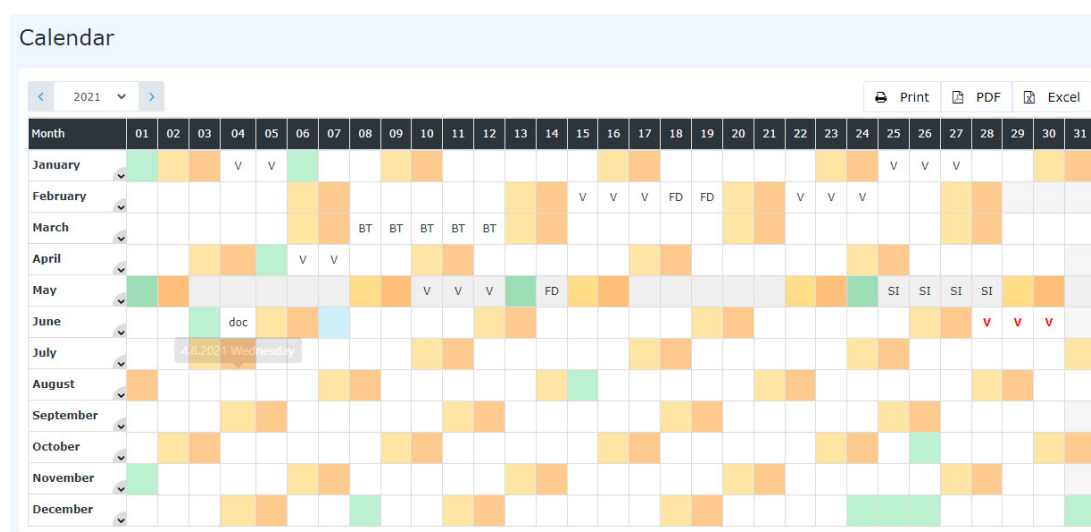 Calendar
2021 Print PDF Excel
Month 01 02 03 04 05 06 07 08 09 10 11 12 13 14 15 16 17 18 19 20 21 22 23 24 25 26 27 28 29 30 31
January V V V V V
February V V V FD FD V V V
March BT BT BT BT BT
April V V
May V V V FD SI SI SI SI
June doc V V V
4.8.2021 Wednesday
July
August
September
October
November
December